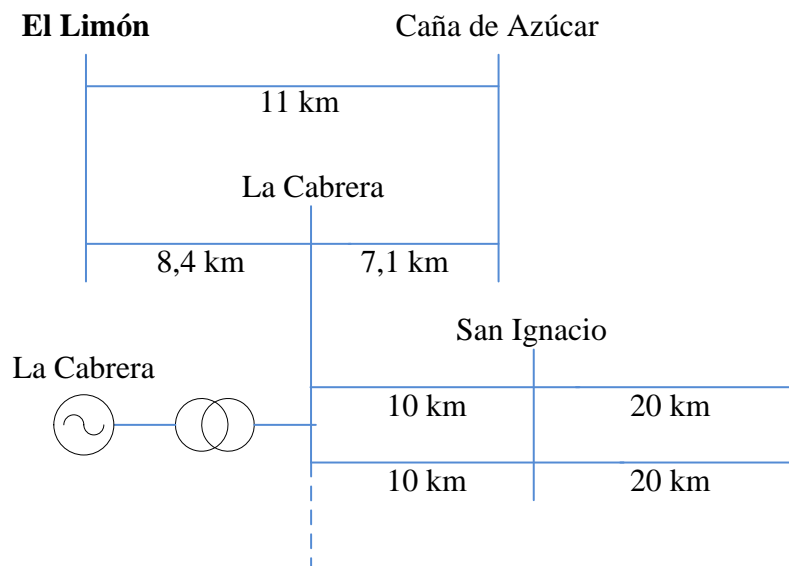 El Limón
Caña de Azúcar
11 km
La Cabrera
8,4 km
7,1 km
San Ignacio
La Cabrera
10 km
20 km
10 km
20 km